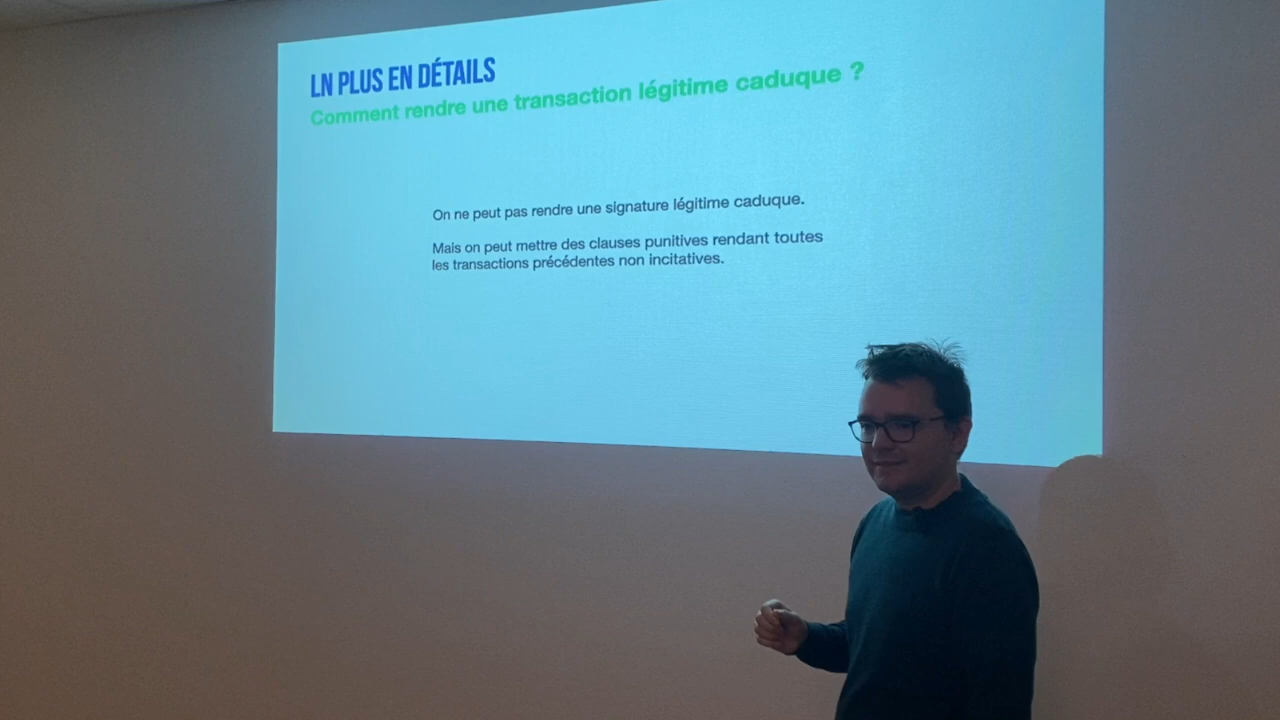 LN PLUS EN DÉTAILS
Comment rendre une transaction légitime caduque ?
On ne peut pas rendre une signature légitime caduque.
Mais on peut mettre des clauses punitives rendant toutes
les transactions précédentes non incitatives.